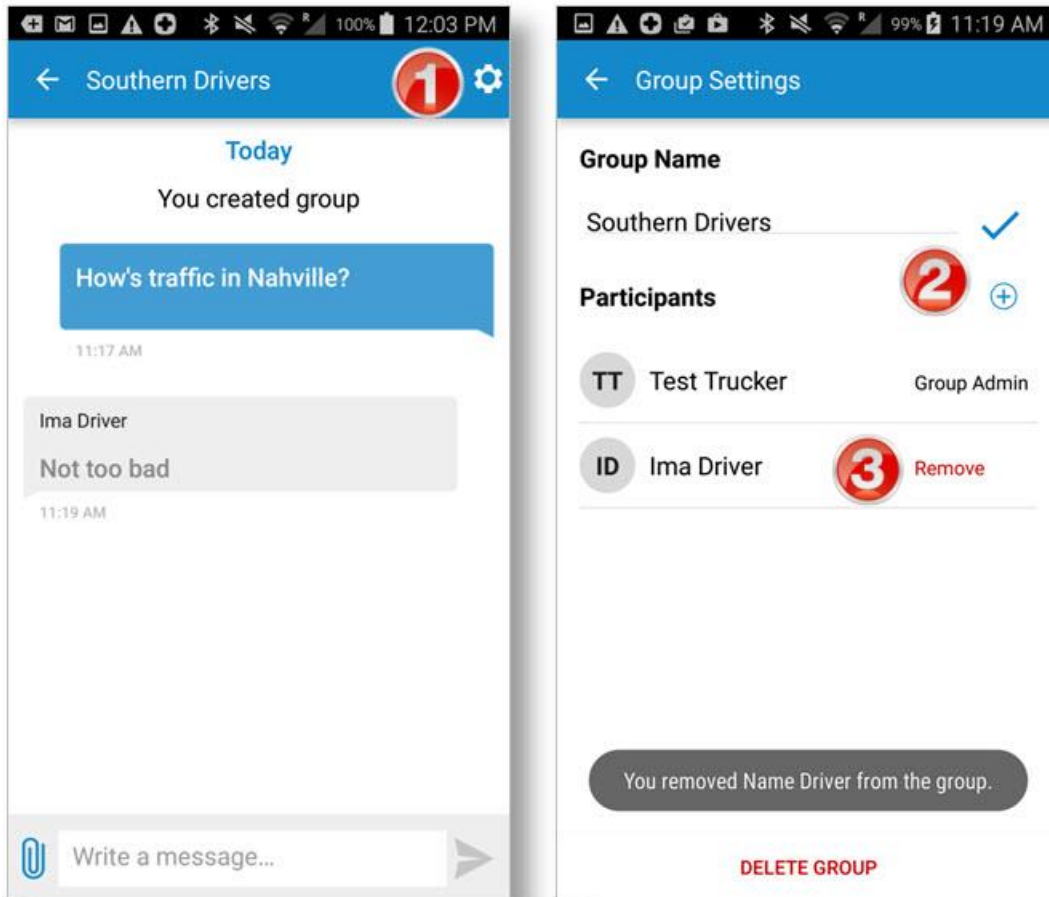 100% 12:03 PM
Southern Drivers
1
Today
You created group
How's traffic in Nahville?
11:17 AM
Ima Driver
Not too bad
11:19 AM
Write a message...
R 99% 11:19 AM
Group Settings
Group Name
Southern Drivers
2
Participants
TT Test Trucker Group Admin
ID Ima Driver 3 Remove
You removed Name Driver from the group.
DELETE GROUP